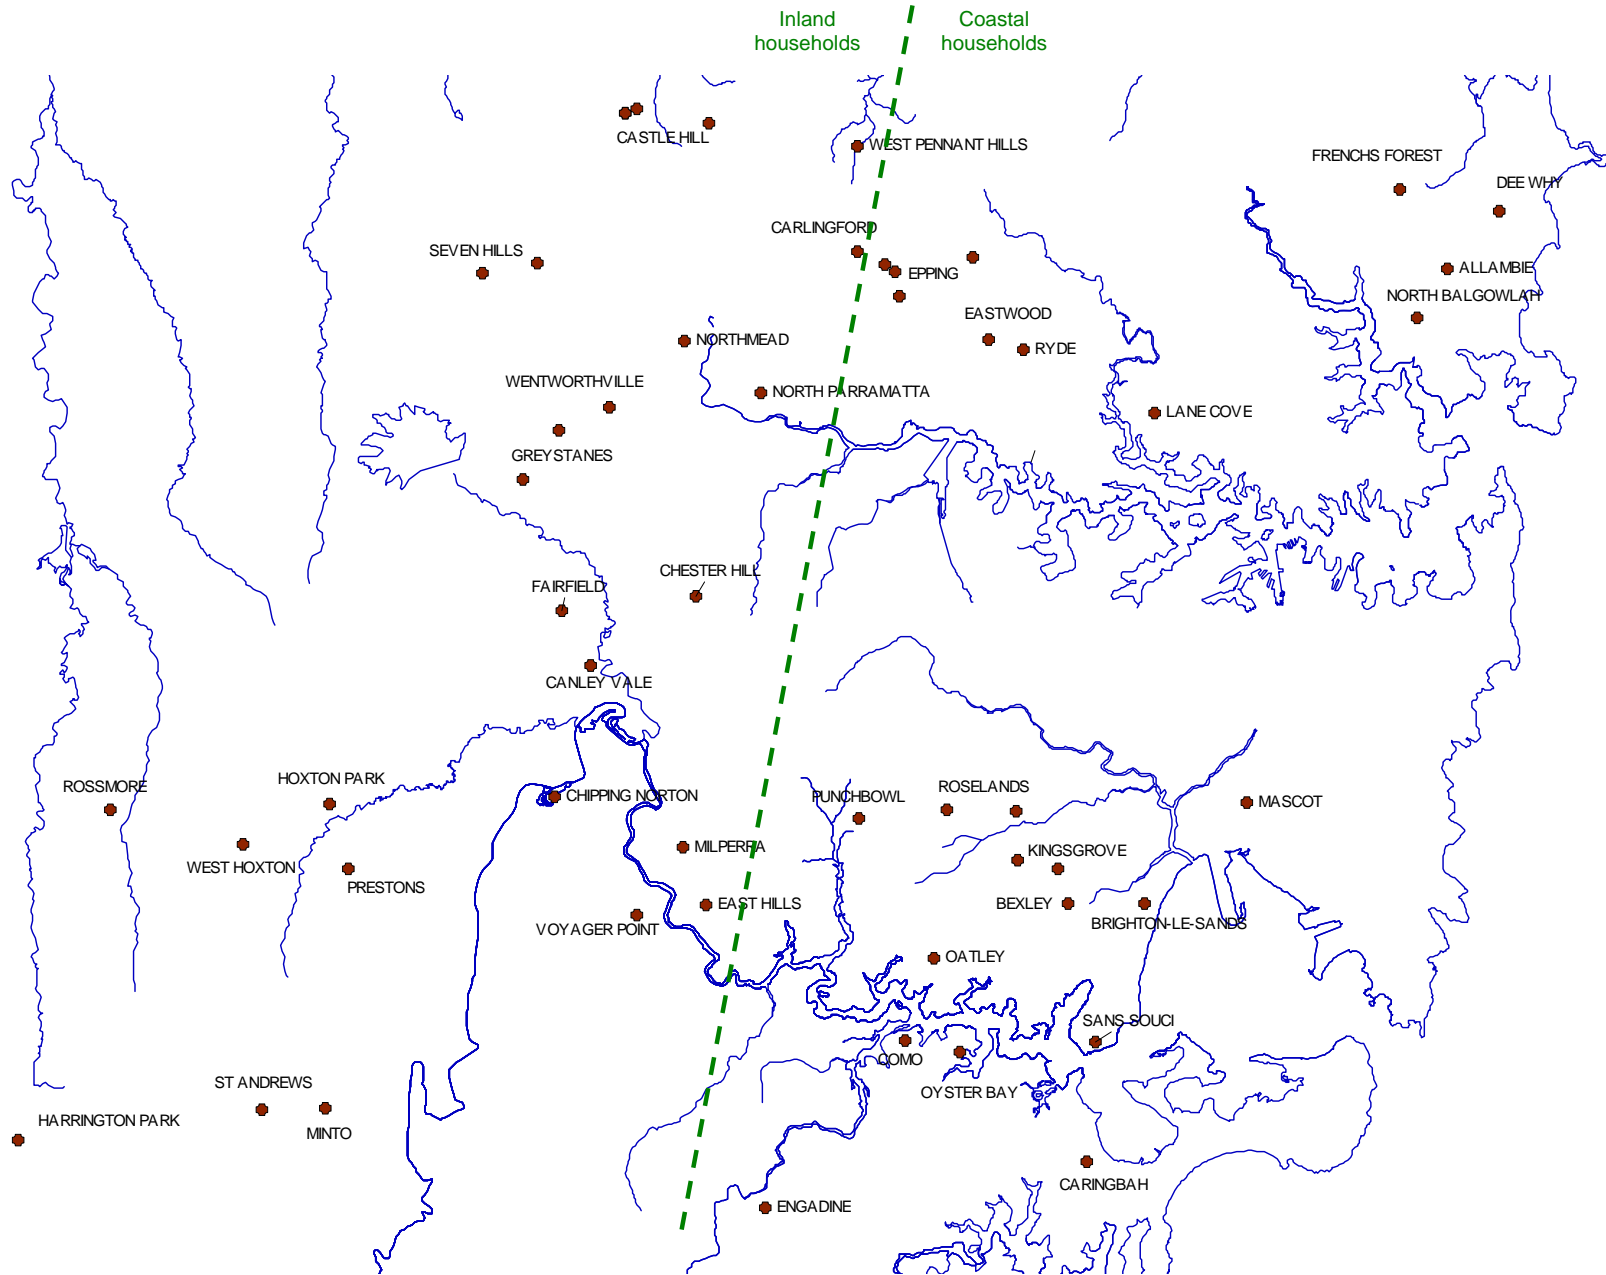 Inland
households
Coastal
households
CASTLE HILL
WEST PENNANT HILLS
FRENCHS FOREST
DEE WHY
CARLINGFORD
SEVEN HILLS
EPPING
ALLAMBIE
NORTH BALGOWLAH
EASTWOOD
NORTHMEAD
RYDE
WENTWORTHVILLE
NORTH PARRAMATTA
LANE COVE
GREYSTANES
CHESTER HILL
FAIRFIELD
CANLEY VALE
HOXTON PARK
ROSSMORE
CHIPPING NORTON
PUNCHBOWL
ROSELANDS
MASCOT
MILPERRA
KINGSGROVE
WEST HOXTON
PRESTONS
EAST HILLS
BEXLEY
VOYAGER POINT
BRIGHTON-LE-SANDS
OATLEY
SANS SOUCI
COMO
ST ANDREWS
OYSTER BAY
HARRINGTON PARK
MINTO
CARINGBAH
ENGADINE